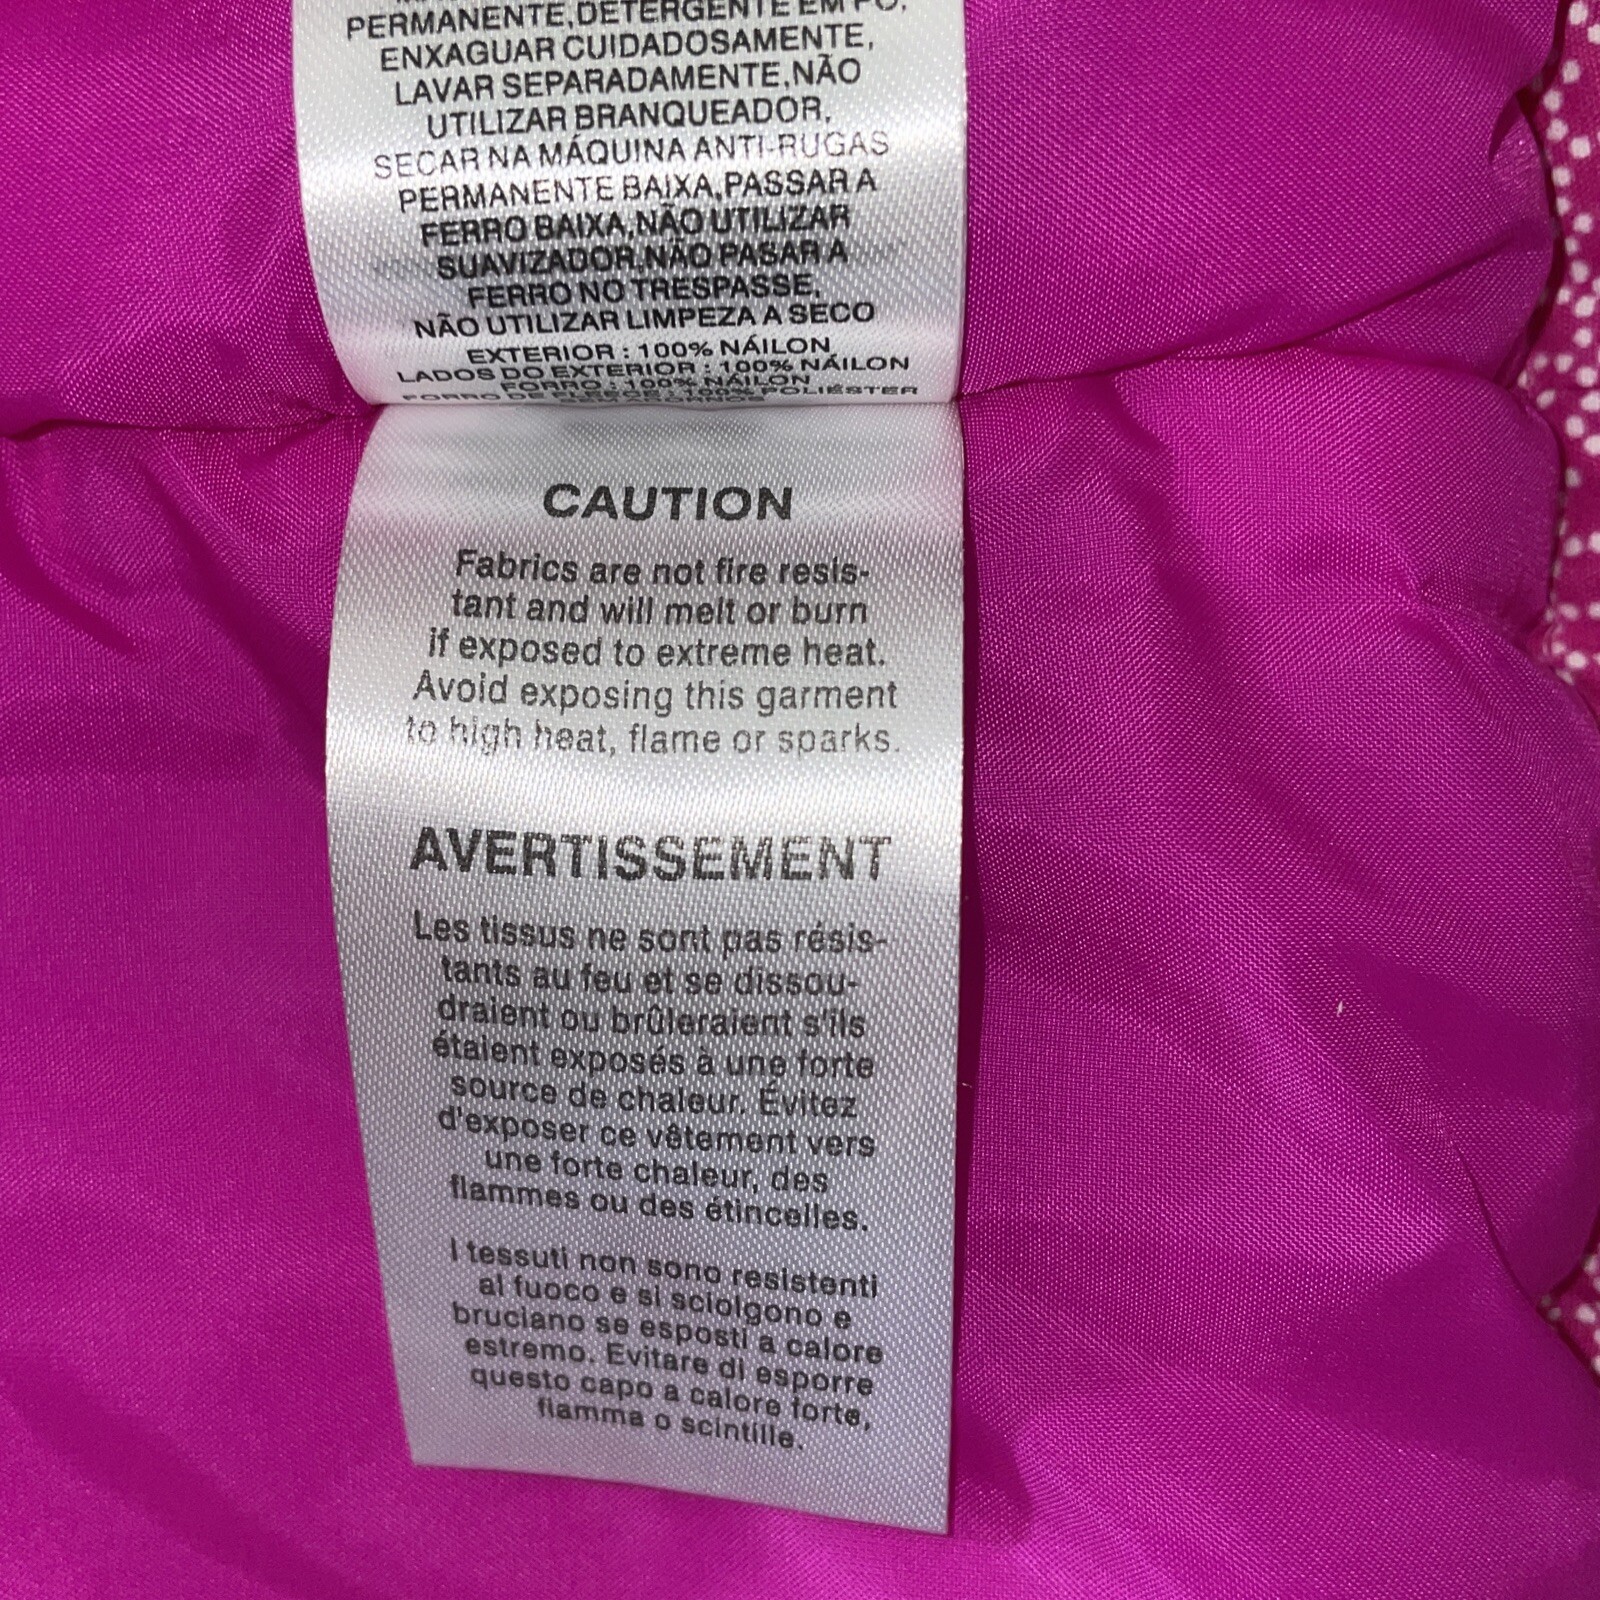 PERMANENTE,DETERGENTE EM PÓ,
ENXAGUAR CUIDADOSAMENTE,
LAVAR SEPARADAMENTE,NÃO
UTILIZAR BRANQUEADOR,
SECAR NA MÁQUINA ANTI-RUGAS
PERMANENTE BAIXA,PASSAR A
FERRO BAIXA,NÃO UTILIZAR
SUAVIZADOR,NÃO PASAR A
FERRO NO TRESPASSE,
NÃO UTILIZAR LIMPEZA A SECO
EXTERIOR : 100% NÁILON
LADOS DO EXTERIOR : 100% NÁILON
FORRO : 100% NÁILON
FORRO DE FLEECE : 100% POLIÉSTER
CAUTION
Fabrics are not fire resis-
tant and will melt or burn
if exposed to extreme heat.
Avoid exposing this garment
to high heat, flame or sparks.
AVERTISSEMENT
Les tissus ne sont pas résis-
tants au feu et se dissou-
draient ou brûleraient s'ils
étaient exposés à une forte
source de chaleur. Évitez
d'exposer ce vêtement vers
une forte chaleur, des
flammes ou des étincelles.
I tessuti non sono resistenti
al fuoco e si sciolgono e
bruciano se esposti a calore
estremo. Evitare di esporre
questo capo a calore forte,
fiamma o scintille.